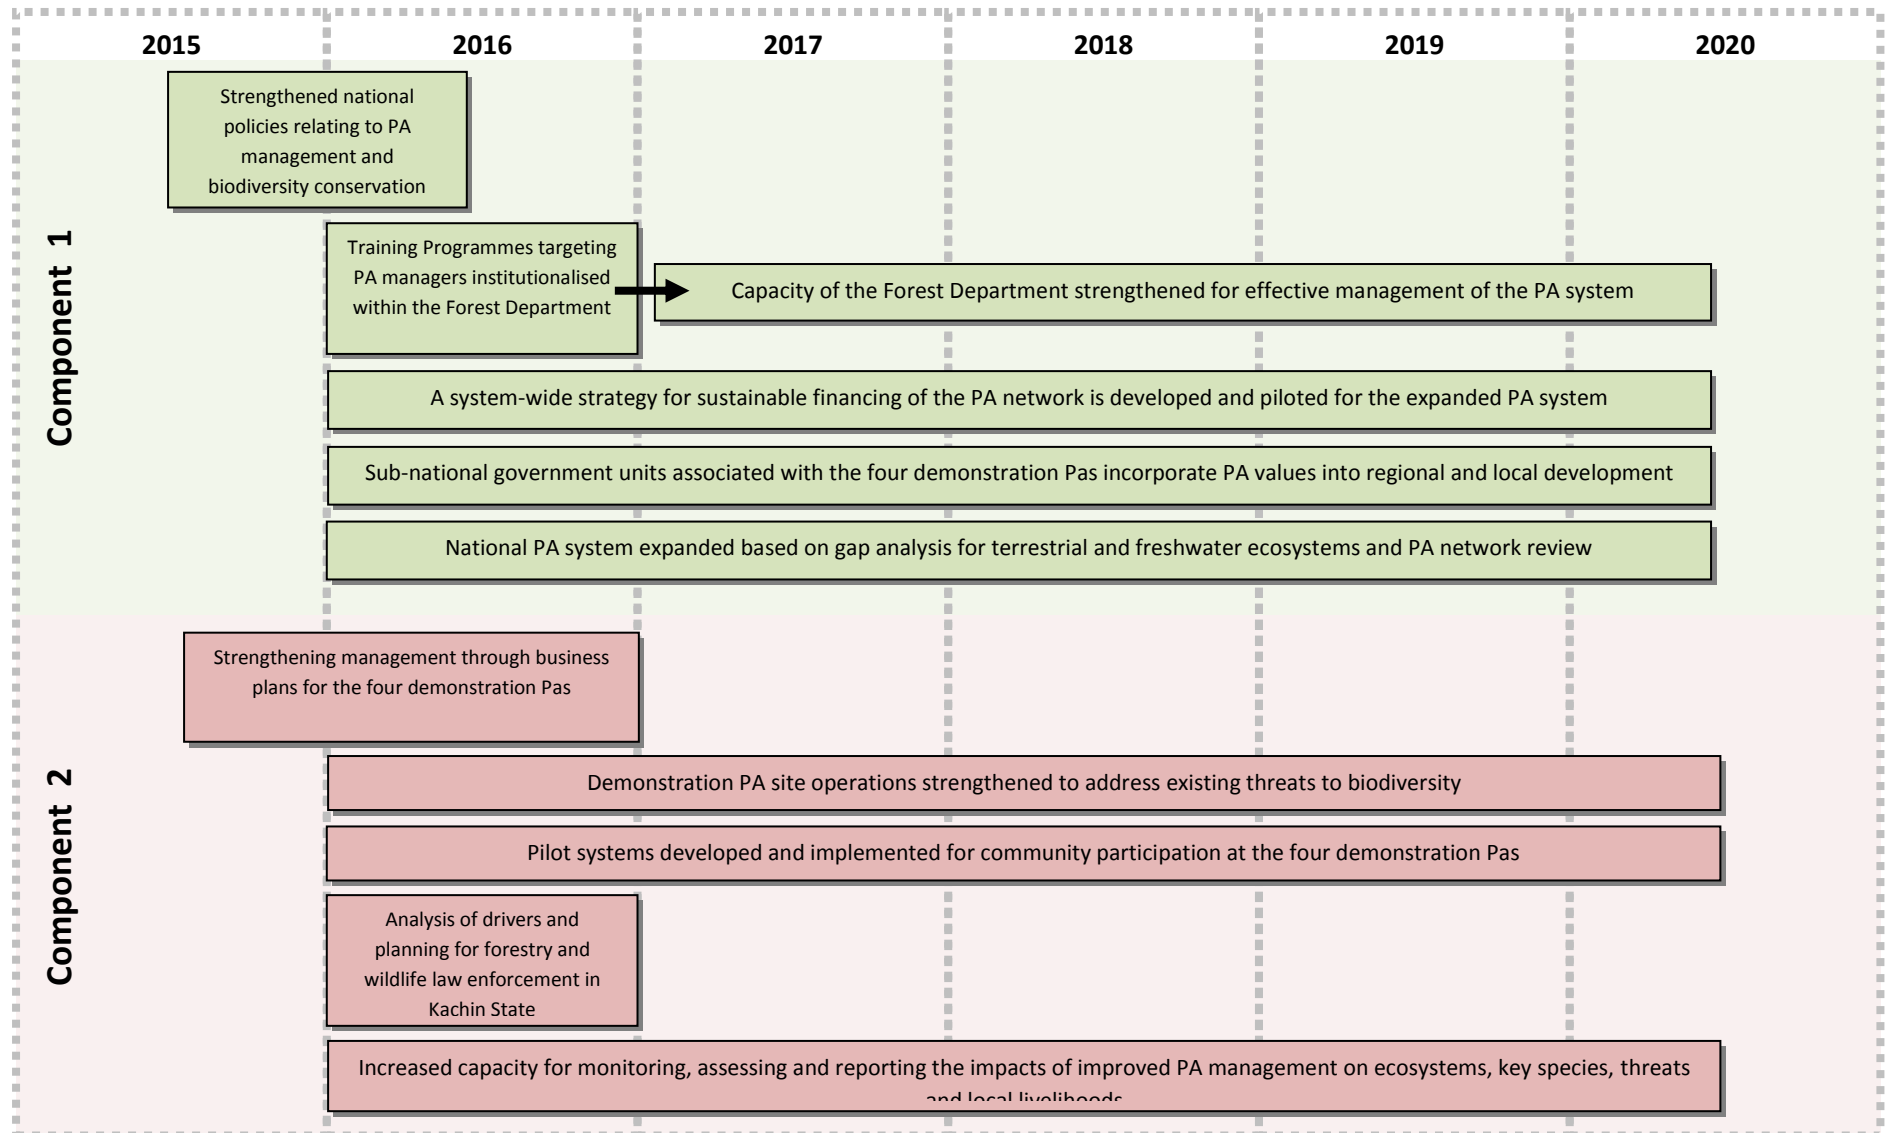 2015 2016 2017 2018 2019 2020
Component 1
Strengthened national
policies relating to PA
management and
biodiversity conservation
Training Programmes targeting
PA managers institutionalised
within the Forest Department
Capacity of the Forest Department strengthened for effective management of the PA system
A system-wide strategy for sustainable financing of the PA network is developed and piloted for the expanded PA system
Sub-national government units associated with the four demonstration Pas incorporate PA values into regional and local development
National PA system expanded based on gap analysis for terrestrial and freshwater ecosystems and PA network review
Component 2
Strengthening management through business
plans for the four demonstration Pas
Demonstration PA site operations strengthened to address existing threats to biodiversity
Pilot systems developed and implemented for community participation at the four demonstration Pas
Analysis of drivers and
planning for forestry and
wildlife law enforcement in
Kachin State
Increased capacity for monitoring, assessing and reporting the impacts of improved PA management on ecosystems, key species, threats
and local livelihoods